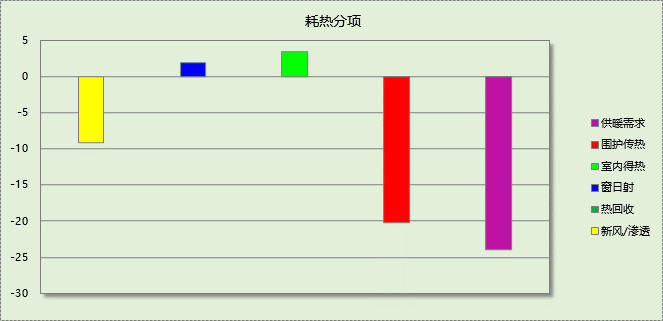 耗热分项
5
0
-5
-10
-15
-20
-25
-30
供暖需求
围护传热
室内得热
窗日射
热回收
新风/渗透